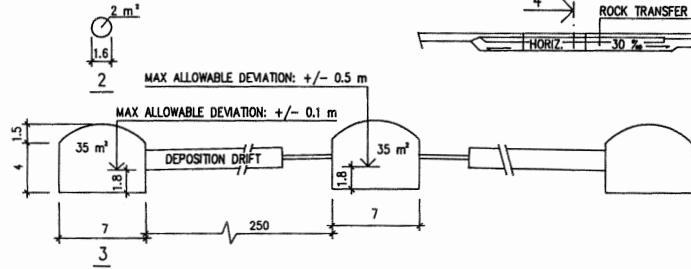 2 m²
1.6
2
4
ROCK TRANSFER
HORIZ. 30 ‰
MAX ALLOWABLE DEVIATION: +/- 0.5 m
MAX ALLOWABLE DEVIATION: +/- 0.1 m
1.5
4
35 m²
1.8
DEPOSITION DRIFT
35 m²
1.8
7
250
7
3